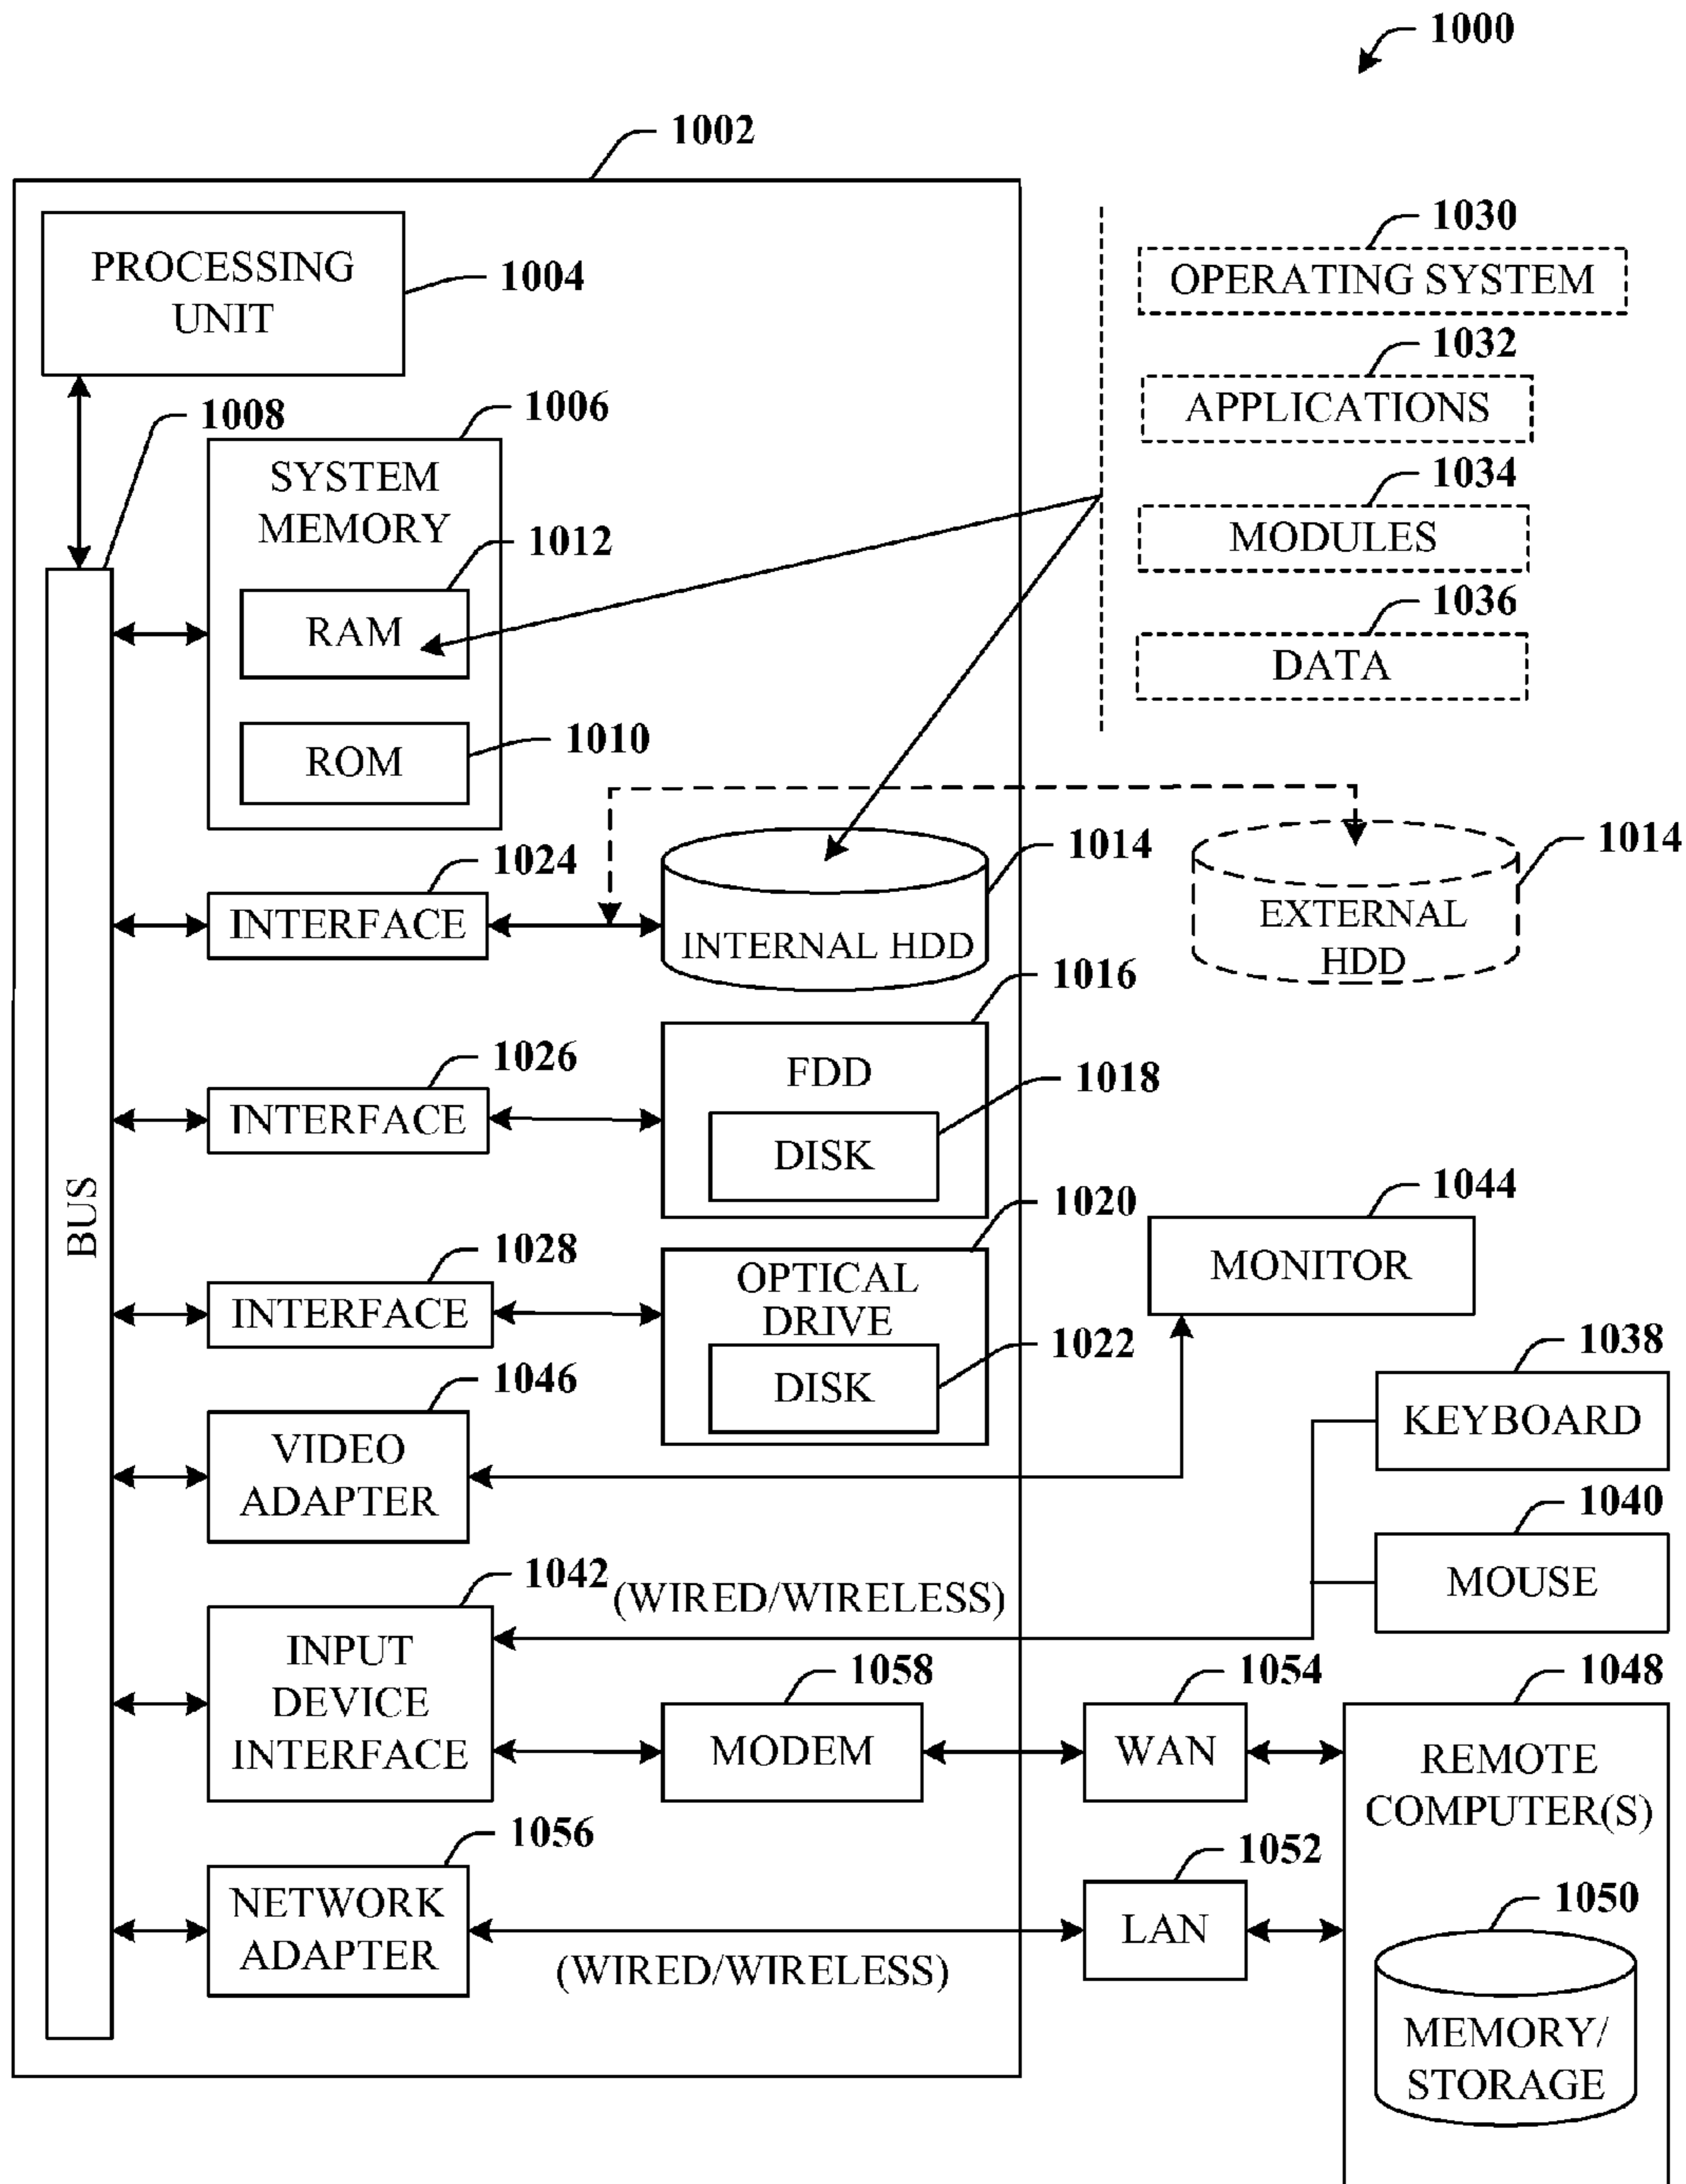 1000
1002
PROCESSING
UNIT
1004
1030
OPERATING SYSTEM
1032
APPLICATIONS
1034
MODULES
1036
DATA
1008
1006
SYSTEM
MEMORY
1012
RAM
1010
ROM
BUS
1024
INTERFACE
1014
INTERNAL HDD
1014
EXTERNAL
HDD
1026
INTERFACE
1016
FDD
1018
DISK
1028
INTERFACE
1020
OPTICAL
DRIVE
1022
DISK
1044
MONITOR
1046
VIDEO
ADAPTER
1038
KEYBOARD
1040
MOUSE
1042
(WIRED/WIRELESS)
INPUT
DEVICE
INTERFACE
1058
MODEM
1054
WAN
1048
REMOTE
COMPUTER(S)
1056
NETWORK
ADAPTER
(WIRED/WIRELESS)
1052
LAN
1050
MEMORY/
STORAGE